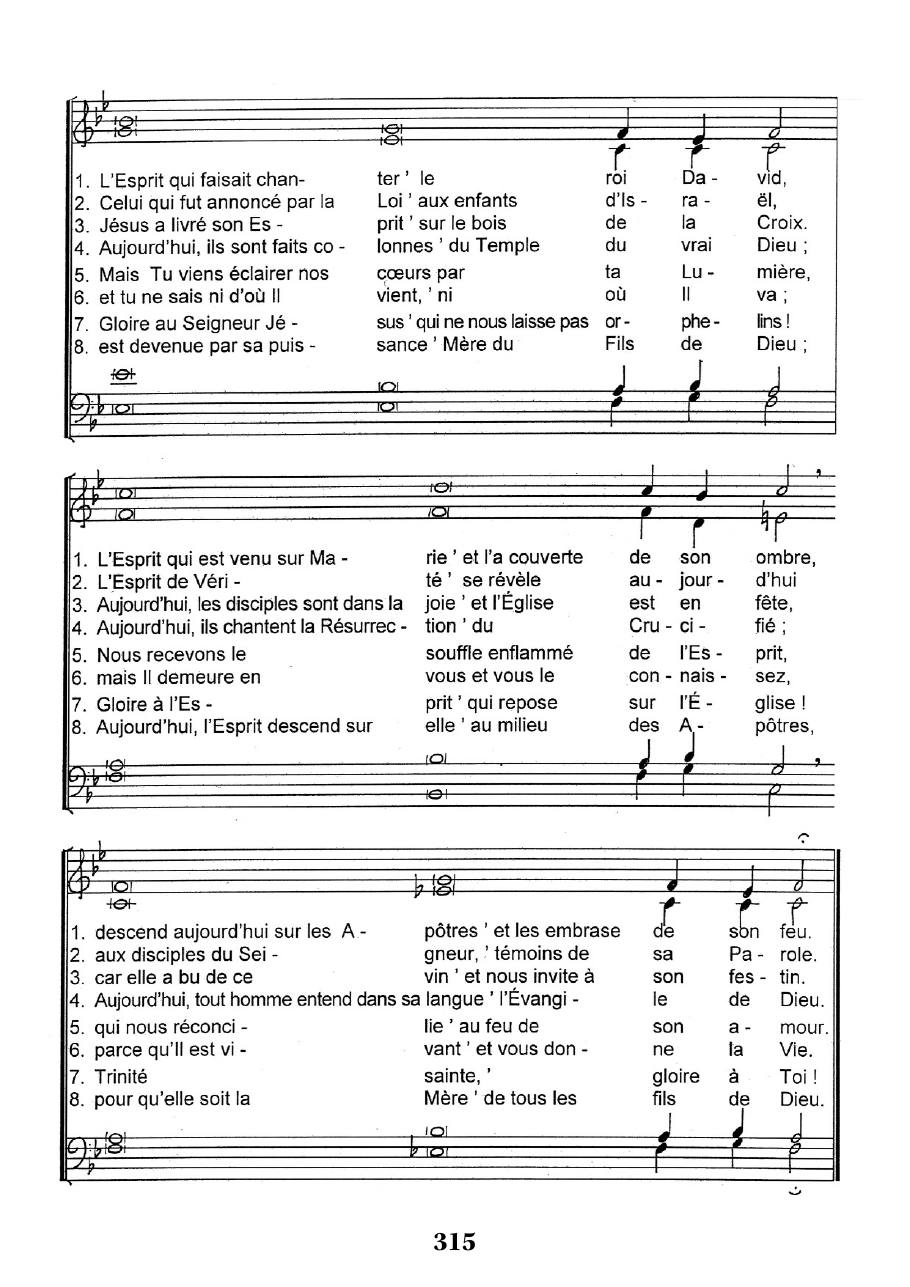 1. L'Esprit qui faisait chan- ter ' le roi Da - vid,
2. Celui qui fut annoncé par la Loi ' aux enfants d'Is - ra - ël,
3. Jésus a livré son Es - prit ' sur le bois de la Croix.
4. Aujourd'hui, ils sont faits co - lonnes ' du Temple du vrai Dieu ;
5. Mais Tu viens éclairer nos cœurs par ta Lu - mière,
6. et tu ne sais ni d'où Il vient, ' ni où Il va ;
7. Gloire au Seigneur Jé - sus ' qui ne nous laisse pas or- phe - lins !
8. est devenue par sa puis - sance ' Mère du Fils de Dieu ;
1. L'Esprit qui est venu sur Ma - rie ' et l'a couverte de son ombre,
2. L'Esprit de Véri - té ' se révèle au - jour - d'hui
3. Aujourd'hui, les disciples sont dans la joie ' et l'Église est en fête,
4. Aujourd'hui, ils chantent la Résurrec - tion ' du Cru - ci - fié ;
5. Nous recevons le souffle enflammé de l'Es - prit,
6. mais Il demeure en vous et vous le con - nais - sez,
7. Gloire à l'Es - prit ' qui repose sur l'É - glise !
8. Aujourd'hui, l'Esprit descend sur elle ' au milieu des A - pôtres,
1. descend aujourd'hui sur les A - pôtres ' et les embrase de son feu.
2. aux disciples du Sei - gneur, ' témoins de sa Pa - role.
3. car elle a bu de ce vin ' et nous invite à son fes - tin.
4. Aujourd'hui, tout homme entend dans sa langue ' l'Évangi - le de Dieu.
5. qui nous réconci - lie ' au feu de son a - mour.
6. parce qu'Il est vi - vant ' et vous don - ne la Vie.
7. Trinité sainte, ' gloire à Toi !
8. pour qu'elle soit la Mère ' de tous les fils de Dieu.
315